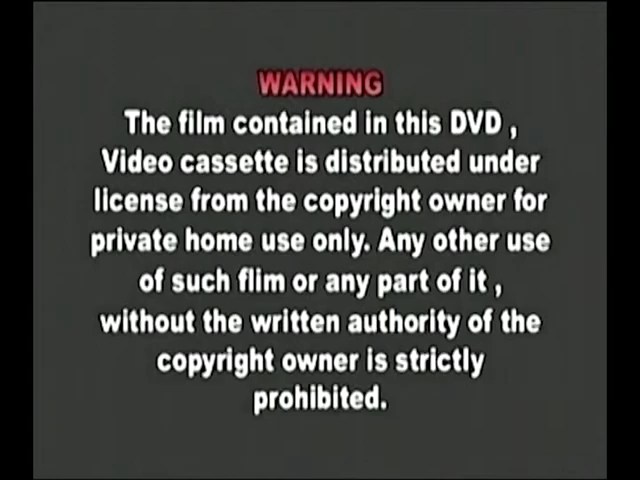 WARNING
The film contained in this DVD ,
Video cassette is distributed under
license from the copyright owner for
private home use only. Any other use
of such flim or any part of it ,
without the written authority of the
copyright owner is strictly
prohibited.